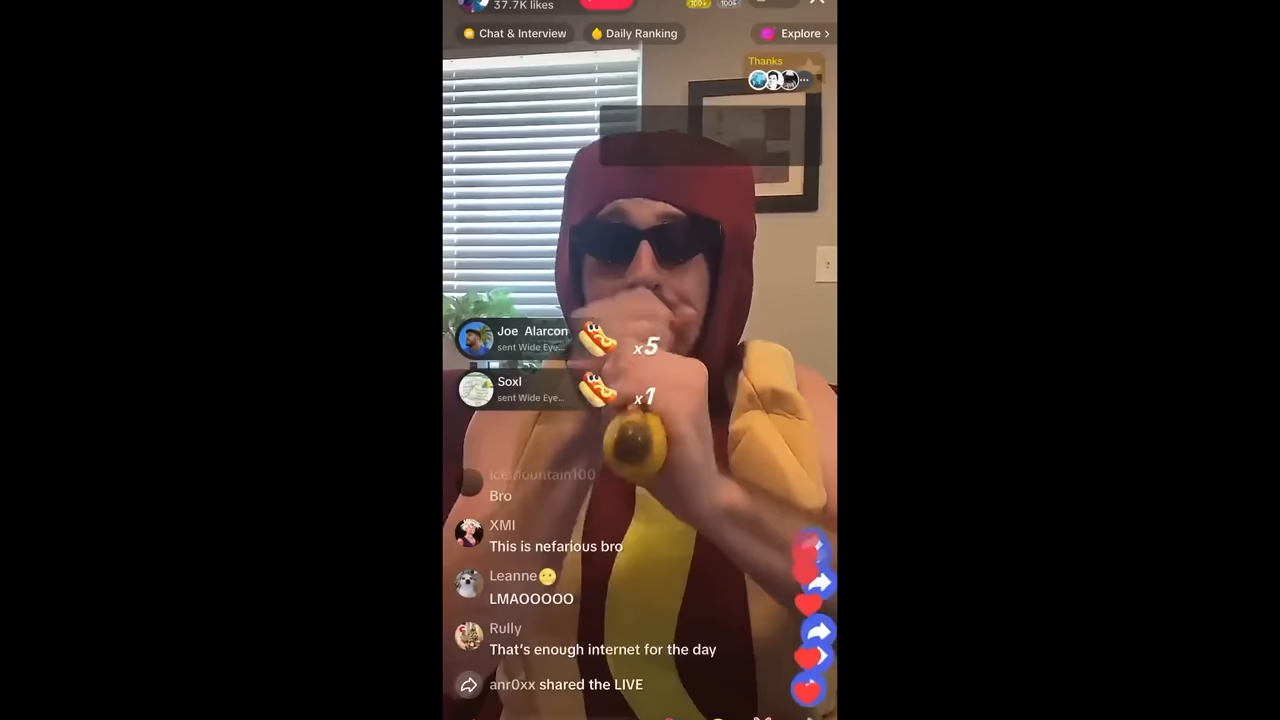 37.7K likes
Chat & Interview
Daily Ranking
Explore >
Thanks
Joe Alarcon
sent Wide Eye...
x5
Soxl
sent Wide Eye...
x1
Bro
XMI
This is nefarious bro
Leanne
LMAOOOOO
Rully
That's enough internet for the day
anr0xx shared the LIVE